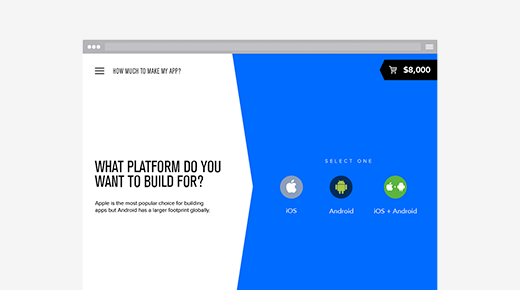 HOW MUCH TO MAKE MY APP?
$8,000
WHAT PLATFORM DO YOU
WANT TO BUILD FOR?
Apple is the most popular choice for building
apps but Android has a larger footprint globally.
SELECT ONE
iOS
Android
iOS + Android